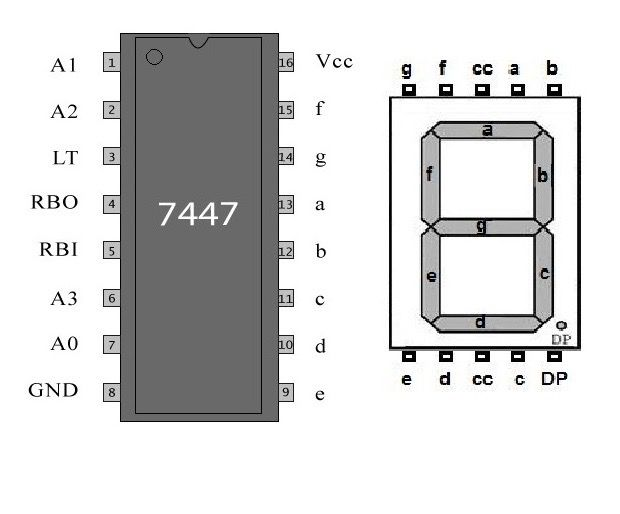 A1 1 16 Vcc
A2 2 15 f
LT 3 14 g
RBO 4 13 a
RBI 5 12 b
A3 6 11 c
A0 7 10 d
GND 8 9 e
7447
g f cc a b
a
f b
g
e c
d
DP
e d cc c DP